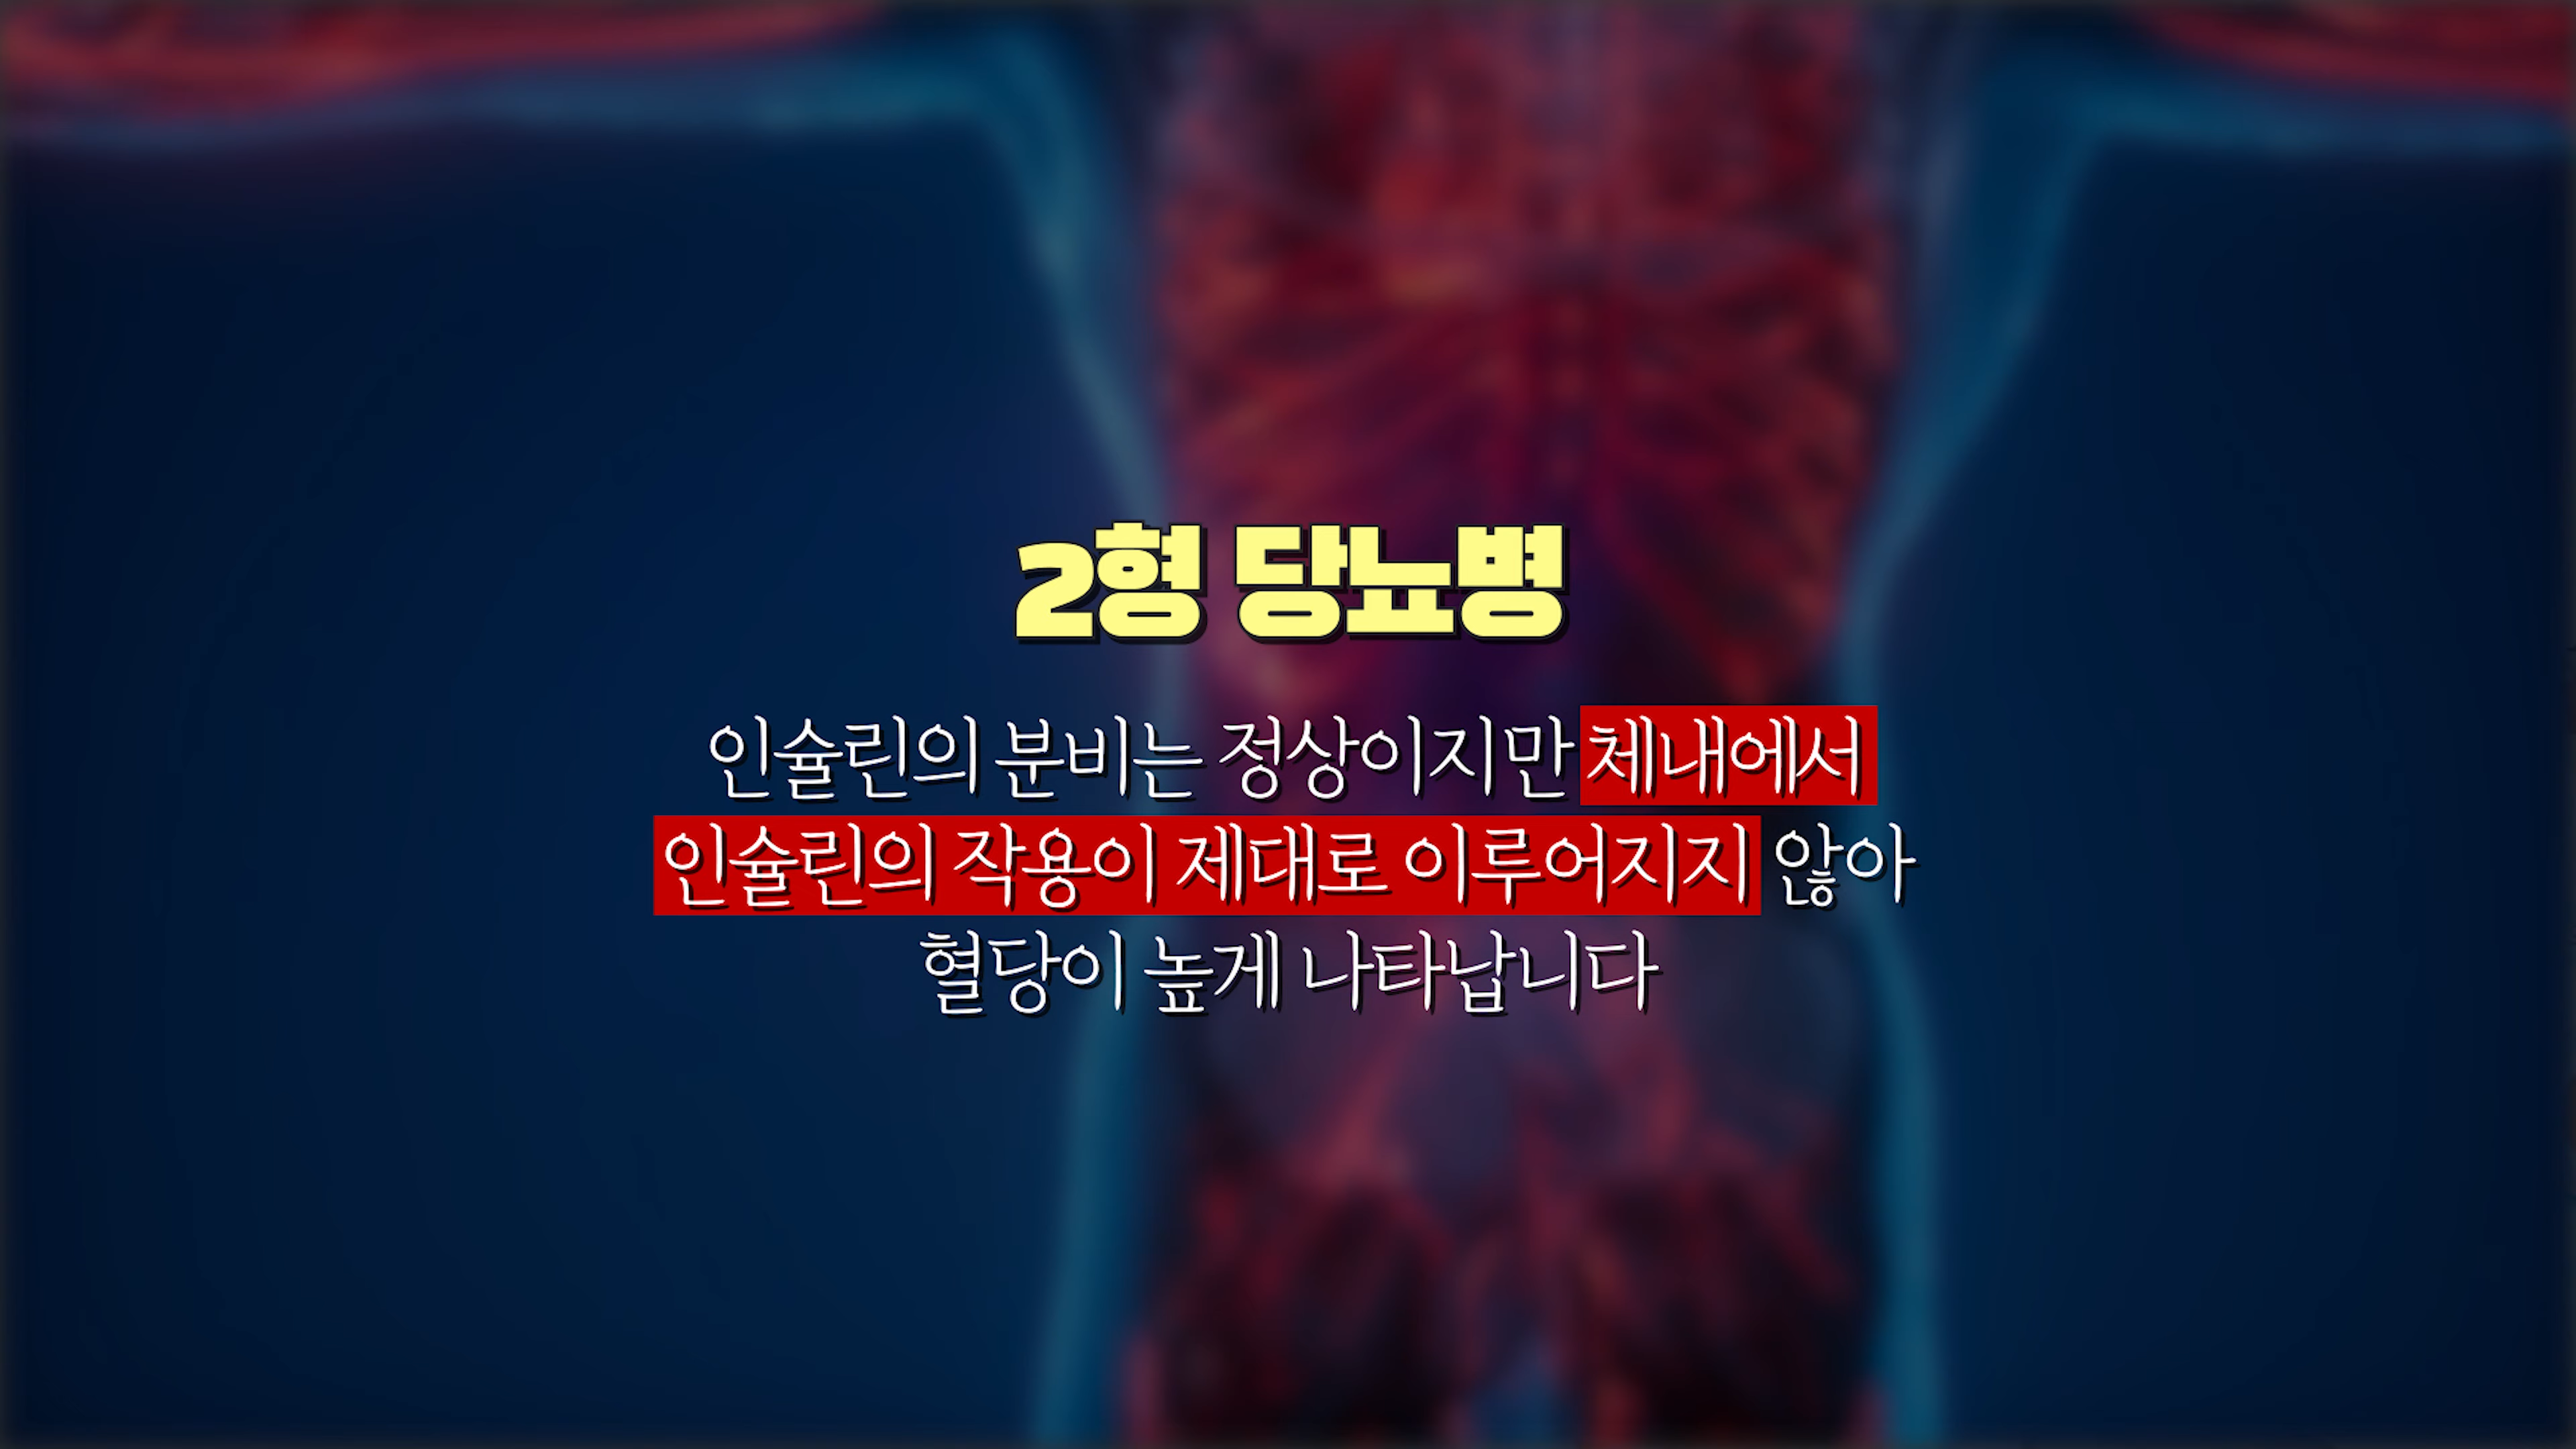 2형 당뇨병
인슐린의 분비는 정상이지만 체내에서
인슐린의 작용이 제대로 이루어지지 않아
혈당이 높게 나타납니다